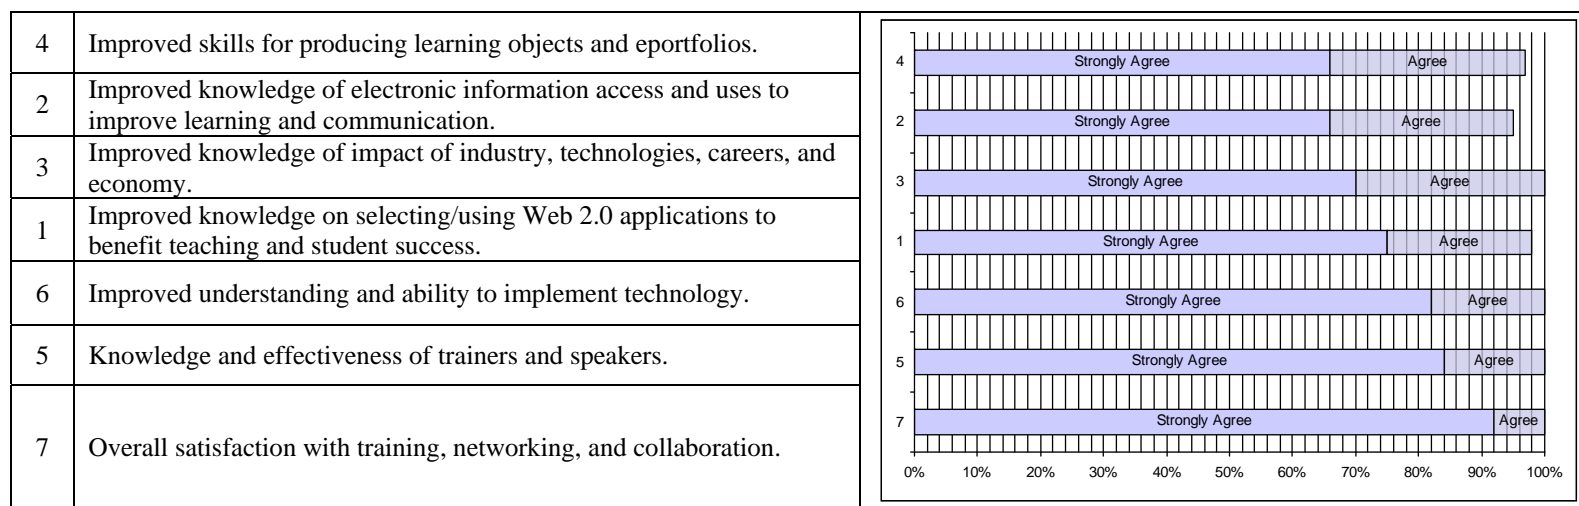 4
Improved skills for producing learning objects and eportfolios.
2
Improved knowledge of electronic information access and uses to
improve learning and communication.
3
Improved knowledge of impact of industry, technologies, careers, and
economy.
1
Improved knowledge on selecting/using Web 2.0 applications to
benefit teaching and student success.
6
Improved understanding and ability to implement technology.
5
Knowledge and effectiveness of trainers and speakers.
7
Overall satisfaction with training, networking, and collaboration.
4 Strongly Agree Agree
2 Strongly Agree Agree
3 Strongly Agree Agree
1 Strongly Agree Agree
6 Strongly Agree Agree
5 Strongly Agree Agree
7 Strongly Agree Agree
0% 10% 20% 30% 40% 50% 60% 70% 80% 90% 100%